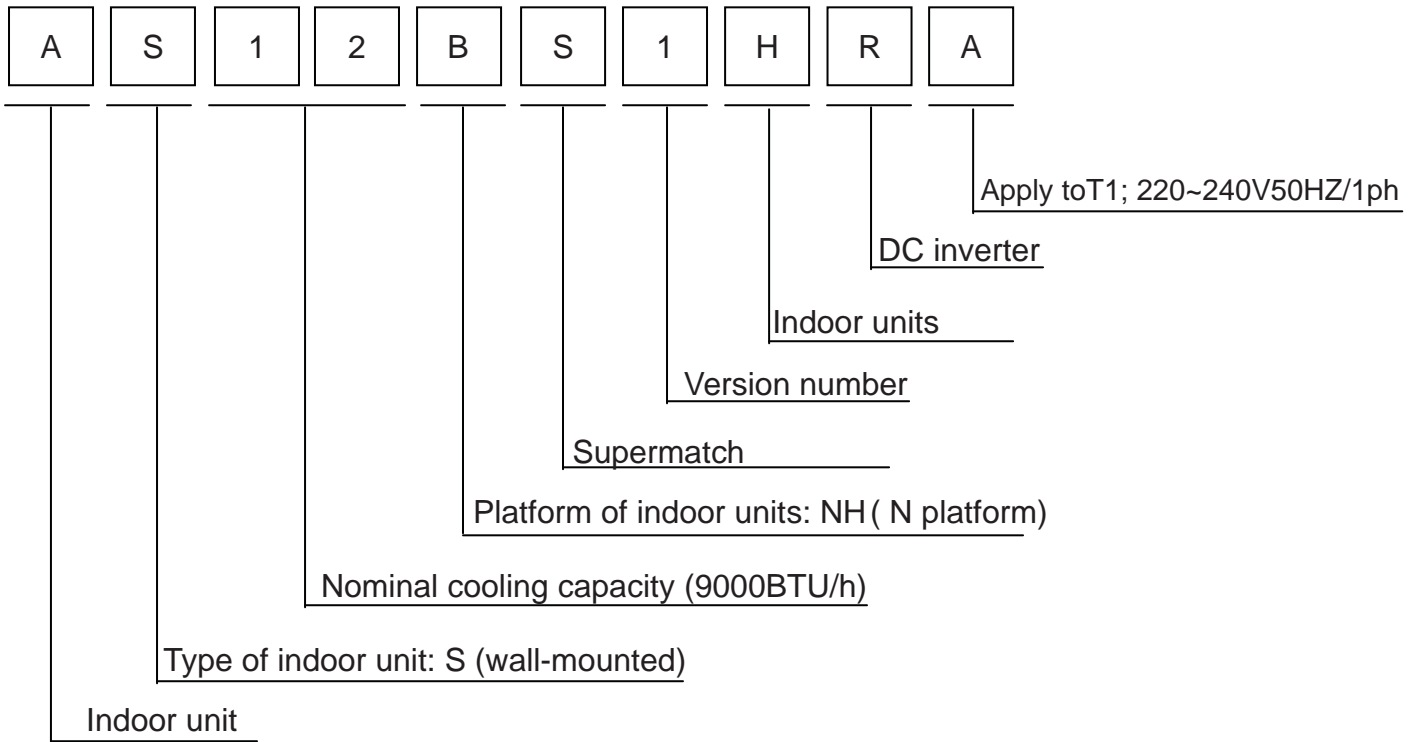 A S 1 2 B S 1 H R A
Apply toT1; 220~240V50HZ/1ph
DC inverter
Indoor units
Version number
Supermatch
Platform of indoor units: NH ( N platform)
Nominal cooling capacity (9000BTU/h)
Type of indoor unit: S (wall-mounted)
Indoor unit